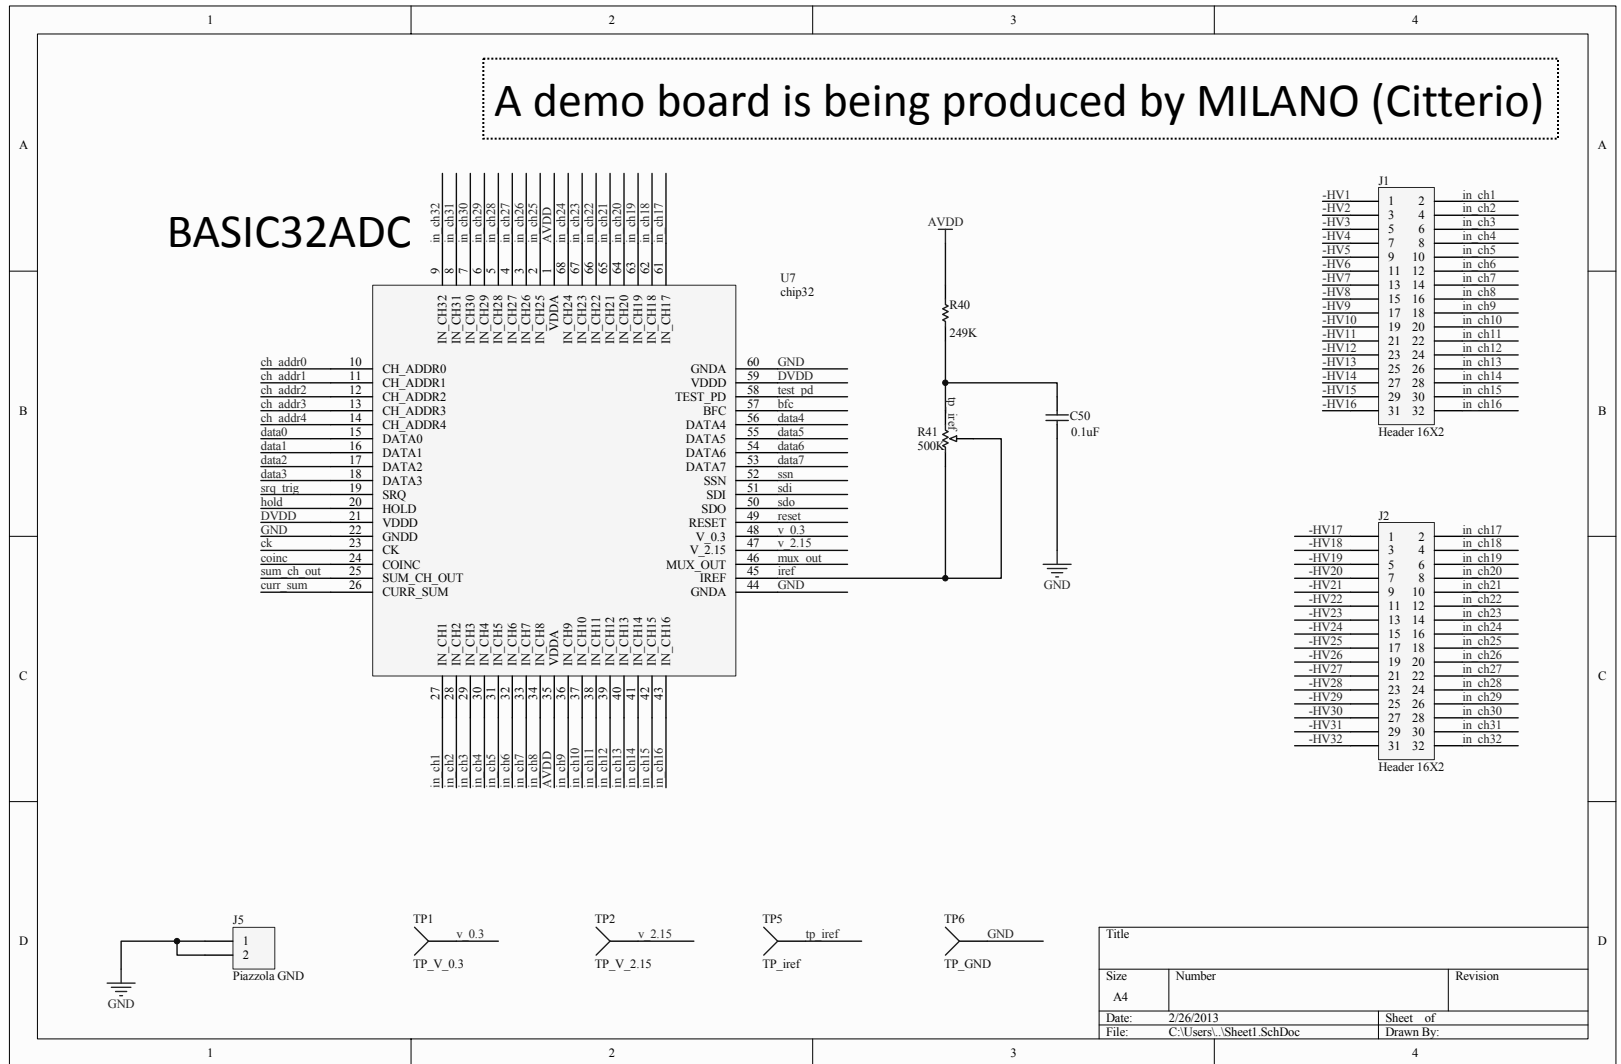 1 2 3 4
A demo board is being produced by MILANO (Citterio)
A A
BASIC32ADC
in_ch32 in_ch31 in_ch30 in_ch29 in_ch28 in_ch27 in_ch26 in_ch25 AVDD in_ch24 in_ch23 in_ch22 in_ch21 in_ch20 in_ch19 in_ch18 in_ch17
9 8 7 6 5 4 3 2 1 68 67 66 65 64 63 62 61
IN_CH32 IN_CH31 IN_CH30 IN_CH29 IN_CH28 IN_CH27 IN_CH26 IN_CH25 VDDA IN_CH24 IN_CH23 IN_CH22 IN_CH21 IN_CH20 IN_CH19 IN_CH18 IN_CH17
U7
chip32
ch_addr0 10 CH_ADDR0
ch_addr1 11 CH_ADDR1
ch_addr2 12 CH_ADDR2
ch_addr3 13 CH_ADDR3
ch_addr4 14 CH_ADDR4
data0 15 DATA0
data1 16 DATA1
data2 17 DATA2
data3 18 DATA3
srq_trig 19 SRQ
hold 20 HOLD
DVDD 21 VDDD
GND 22 GNDD
ck 23 CK
coinc 24 COINC
sum_ch_out 25 SUM_CH_OUT
curr_sum 26 CURR_SUM
GNDA 60 GND
VDDD 59 DVDD
TEST_PD 58 test_pd
BFC 57 bfc
DATA4 56 data4
DATA5 55 data5
DATA6 54 data6
DATA7 53 data7
SSN 52 ssn
SDI 51 sdi
SDO 50 sdo
RESET 49 reset
V_0.3 48 v_0.3
V_2.15 47 v_2.15
MUX_OUT 46 mux_out
IREF 45 iref
GNDA 44 GND
IN_CH1 IN_CH2 IN_CH3 IN_CH4 IN_CH5 IN_CH6 IN_CH7 IN_CH8 VDDA IN_CH9 IN_CH10 IN_CH11 IN_CH12 IN_CH13 IN_CH14 IN_CH15 IN_CH16
27 28 29 30 31 32 33 34 35 36 37 38 39 40 41 42 43
in_ch1 in_ch2 in_ch3 in_ch4 in_ch5 in_ch6 in_ch7 in_ch8 AVDD in_ch9 in_ch10 in_ch11 in_ch12 in_ch13 in_ch14 in_ch15 in_ch16
AVDD
R40
249K
tp_iref
R41
500K
C50
0.1uF
GND
J1
-HV1 1 2 in_ch1
-HV2 3 4 in_ch2
-HV3 5 6 in_ch3
-HV4 7 8 in_ch4
-HV5 9 10 in_ch5
-HV6 11 12 in_ch6
-HV7 13 14 in_ch7
-HV8 15 16 in_ch8
-HV9 17 18 in_ch9
-HV10 19 20 in_ch10
-HV11 21 22 in_ch11
-HV12 23 24 in_ch12
-HV13 25 26 in_ch13
-HV14 27 28 in_ch14
-HV15 29 30 in_ch15
-HV16 31 32 in_ch16
Header 16X2
B B
J2
-HV17 1 2 in_ch17
-HV18 3 4 in_ch18
-HV19 5 6 in_ch19
-HV20 7 8 in_ch20
-HV21 9 10 in_ch21
-HV22 11 12 in_ch22
-HV23 13 14 in_ch23
-HV24 15 16 in_ch24
-HV25 17 18 in_ch25
-HV26 19 20 in_ch26
-HV27 21 22 in_ch27
-HV28 23 24 in_ch28
-HV29 25 26 in_ch29
-HV30 27 28 in_ch30
-HV31 29 30 in_ch31
-HV32 31 32 in_ch32
Header 16X2
C C
J5
1
2
Piazzola GND
GND
TP1
v_0.3
TP_V_0.3
TP2
v_2.15
TP_V_2.15
TP5
tp_iref
TP_iref
TP6
GND
TP_GND
D D
Title
Size Number Revision
A4
Date: 2/26/2013 Sheet of
File: C:\Users\..\Sheet1.SchDoc Drawn By:
1 2 3 4